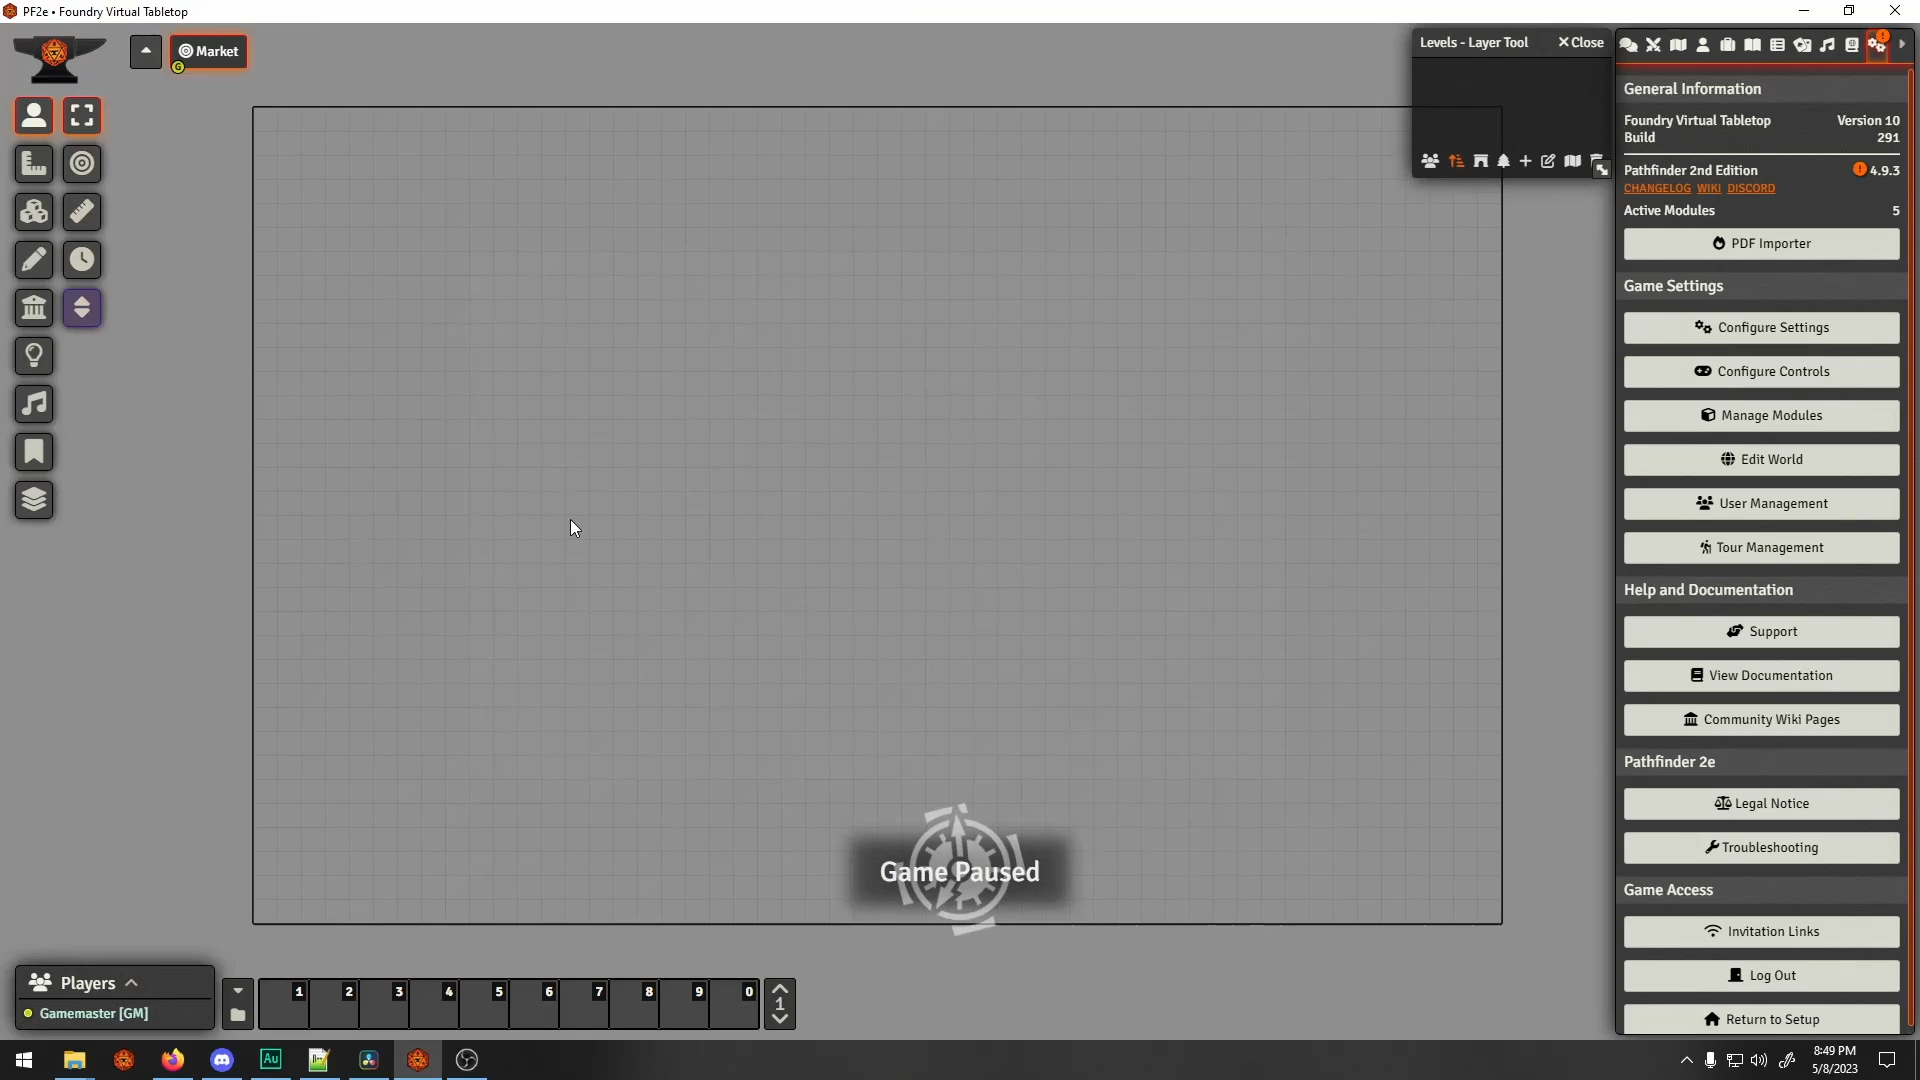 PF2e • Foundry Virtual Tabletop
Market
G
Levels - Layer Tool
Close
General Information
Foundry Virtual Tabletop Version 10
Build 291
Pathfinder 2nd Edition 4.9.3
CHANGELOG WIKI DISCORD
Active Modules 5
PDF Importer
Game Settings
Configure Settings
Configure Controls
Manage Modules
Edit World
User Management
Tour Management
Help and Documentation
Support
View Documentation
Community Wiki Pages
Pathfinder 2e
Legal Notice
Troubleshooting
Game Access
Invitation Links
Log Out
Return to Setup
Game Paused
Players
Gamemaster [GM]
1 2 3 4 5 6 7 8 9 0
1
Au
8:49 PM
5/8/2023